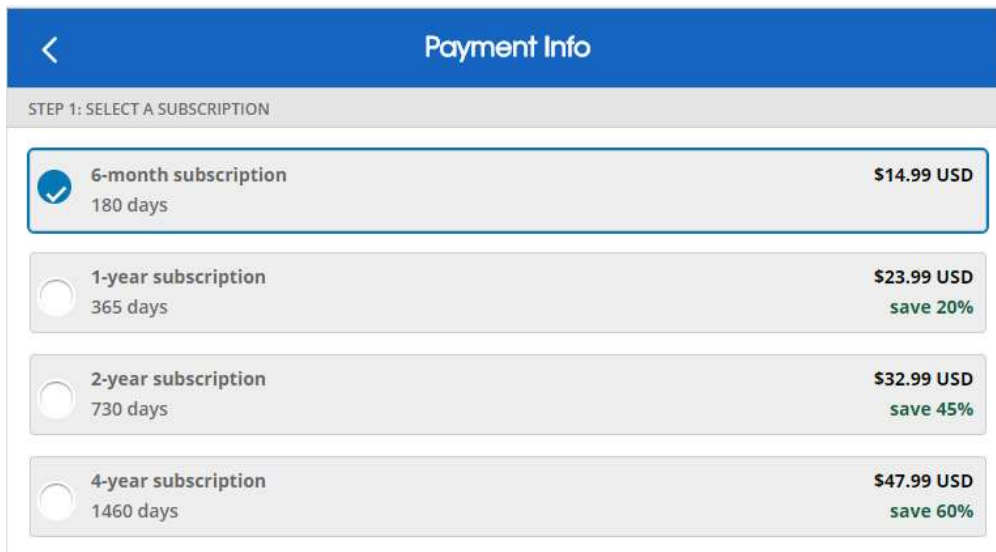 Payment Info
STEP 1: SELECT A SUBSCRIPTION
6-month subscription $14.99 USD
180 days
1-year subscription $23.99 USD
365 days save 20%
2-year subscription $32.99 USD
730 days save 45%
4-year subscription $47.99 USD
1460 days save 60%